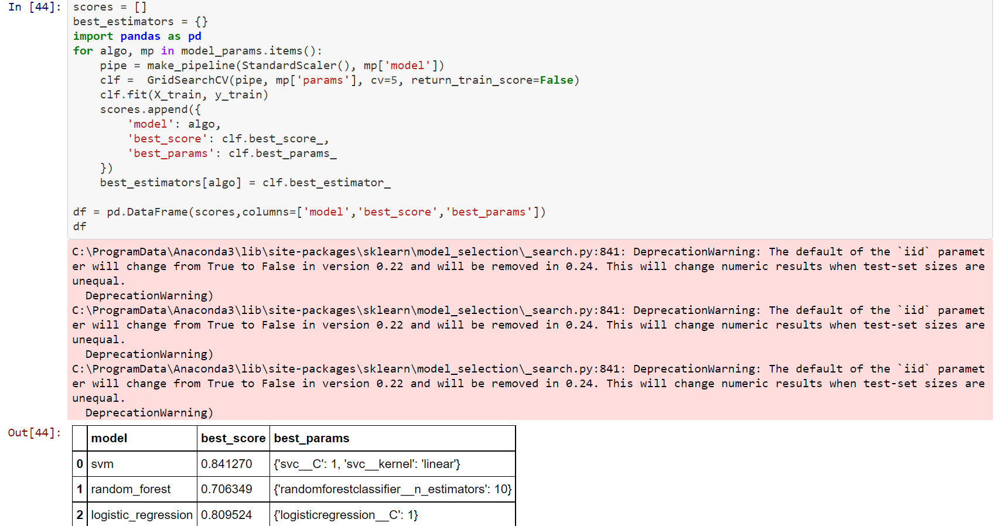 In [44]:
scores = []
best_estimators = {}
import pandas as pd
for algo, mp in model_params.items():
    pipe = make_pipeline(StandardScaler(), mp['model'])
    clf =  GridSearchCV(pipe, mp['params'], cv=5, return_train_score=False)
    clf.fit(X_train, y_train)
    scores.append({
        'model': algo,
        'best_score': clf.best_score_,
        'best_params': clf.best_params_
    })
    best_estimators[algo] = clf.best_estimator_

df = pd.DataFrame(scores,columns=['model','best_score','best_params'])
df
C:\ProgramData\Anaconda3\lib\site-packages\sklearn\model_selection\_search.py:841: DeprecationWarning: The default of the `iid` paramet
er will change from True to False in version 0.22 and will be removed in 0.24. This will change numeric results when test-set sizes are
unequal.
  DeprecationWarning)
C:\ProgramData\Anaconda3\lib\site-packages\sklearn\model_selection\_search.py:841: DeprecationWarning: The default of the `iid` paramet
er will change from True to False in version 0.22 and will be removed in 0.24. This will change numeric results when test-set sizes are
unequal.
  DeprecationWarning)
C:\ProgramData\Anaconda3\lib\site-packages\sklearn\model_selection\_search.py:841: DeprecationWarning: The default of the `iid` paramet
er will change from True to False in version 0.22 and will be removed in 0.24. This will change numeric results when test-set sizes are
unequal.
  DeprecationWarning)
Out[44]:
model best_score best_params
0 svm 0.841270 {'svc__C': 1, 'svc__kernel': 'linear'}
1 random_forest 0.706349 {'randomforestclassifier__n_estimators': 10}
2 logistic_regression 0.809524 {'logisticregression__C': 1}